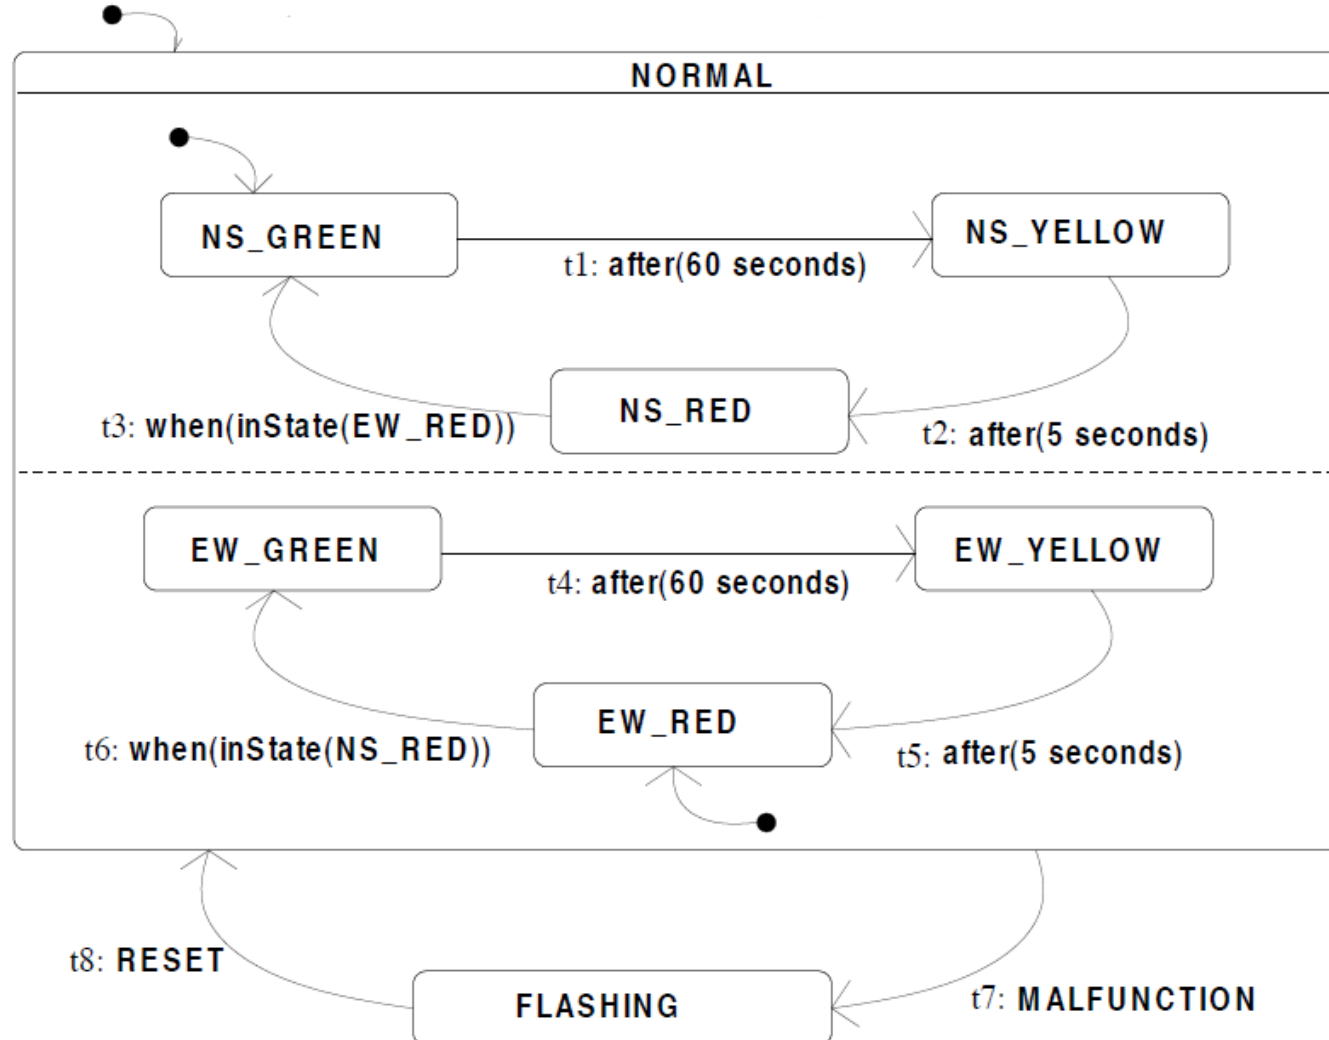 NORMAL
NS_GREEN
NS_YELLOW
t1: after(60 seconds)
NS_RED
t3: when(inState(EW_RED))
t2: after(5 seconds)
EW_GREEN
EW_YELLOW
t4: after(60 seconds)
EW_RED
t6: when(inState(NS_RED))
t5: after(5 seconds)
t8: RESET
FLASHING
t7: MALFUNCTION